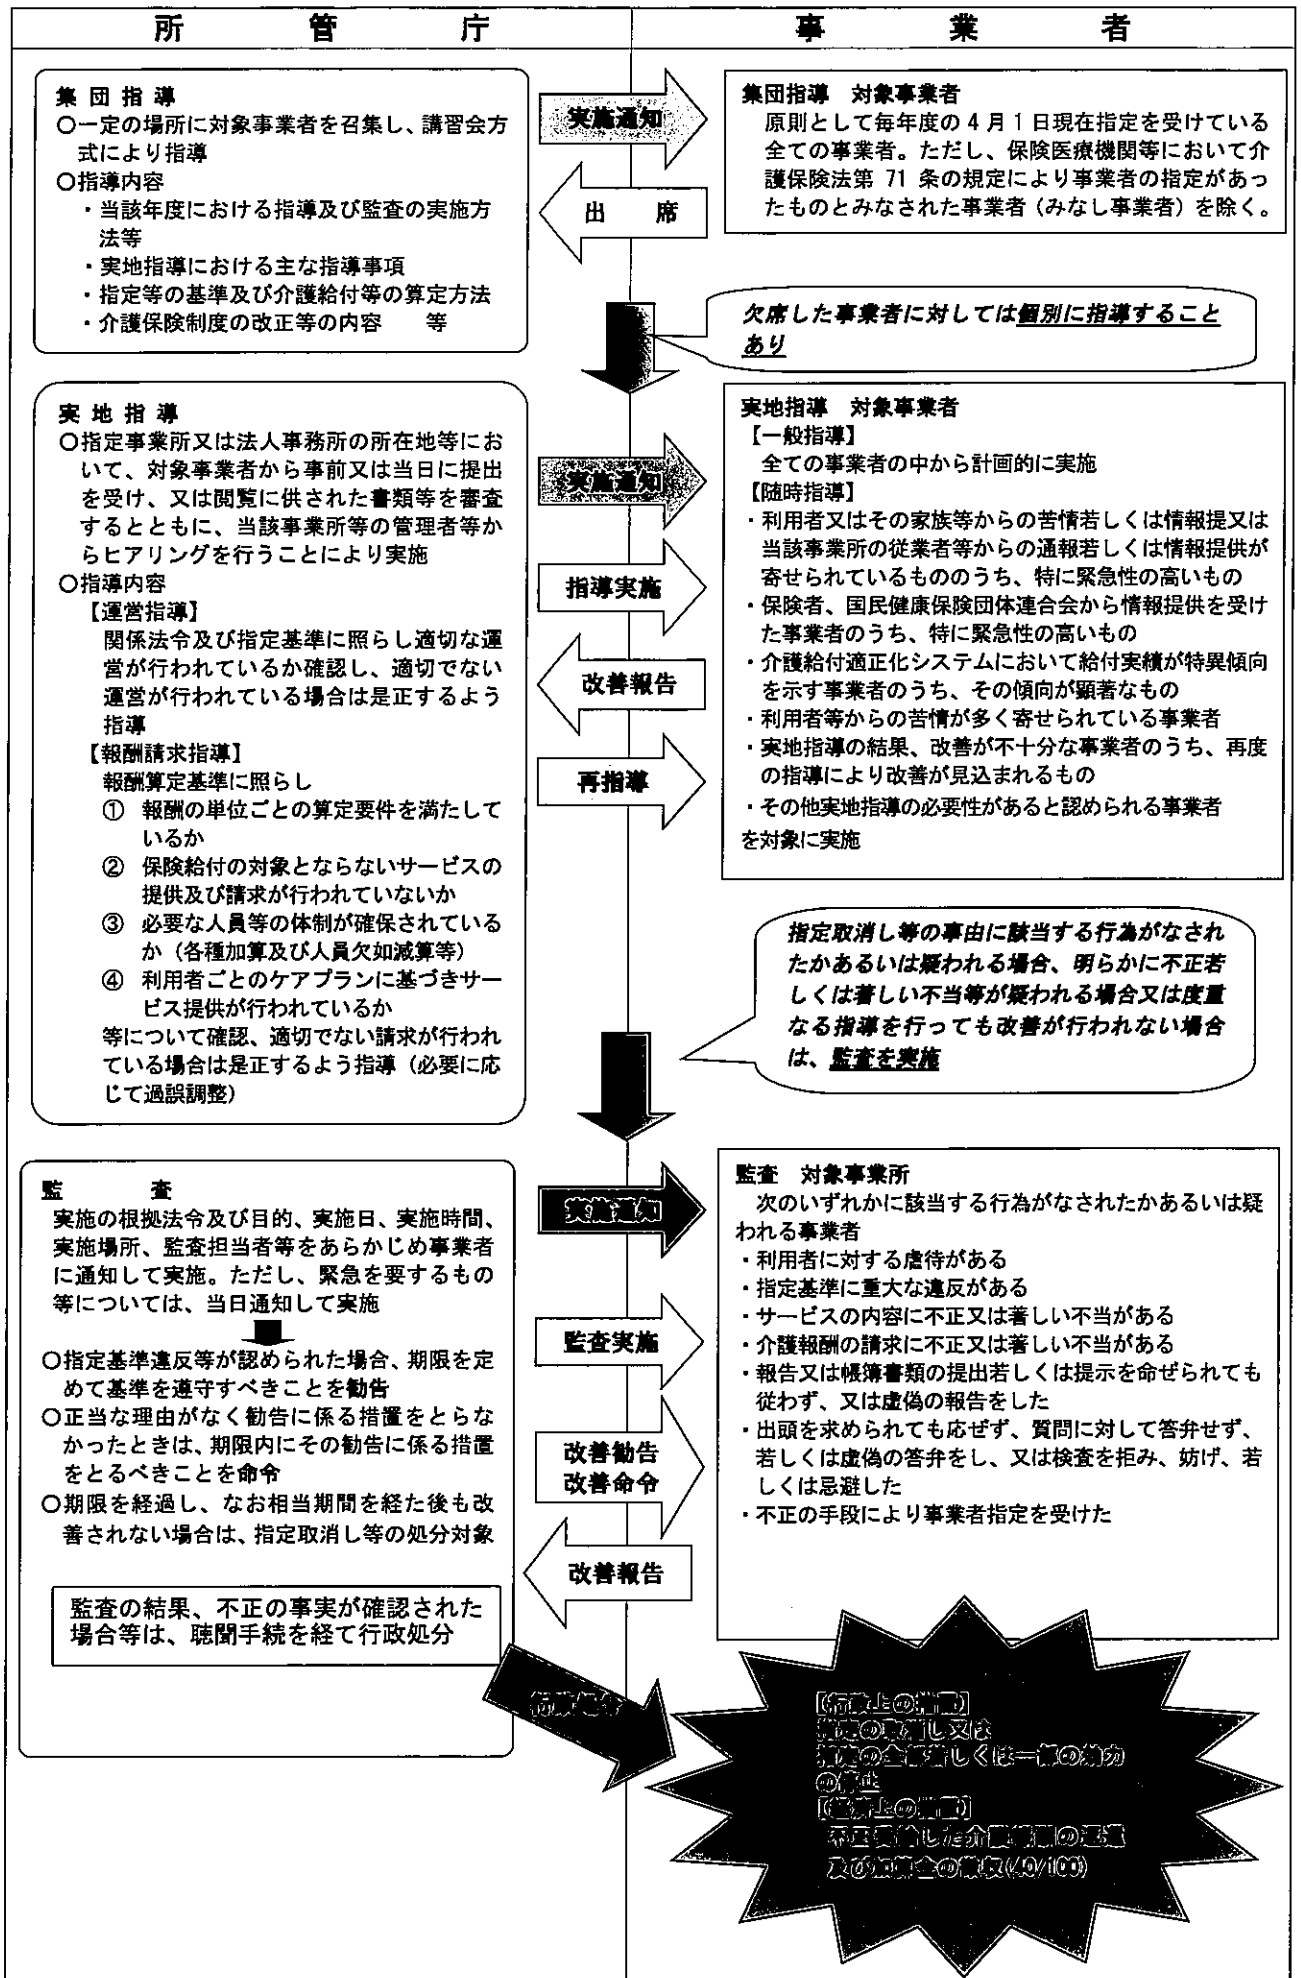 所管庁
事業者
集団指導
○一定の場所に対象事業者を召集し、講習会方
式により指導
○指導内容
・当該年度における指導及び監査の実施方
法等
・実地指導における主な指導事項
・指定等の基準及び介護給付等の算定方法
・介護保険制度の改正等の内容　等
実施通知
出席
集団指導　対象事業者
原則として毎年度の4月1日現在指定を受けている
全ての事業者。ただし、保険医療機関等において介
護保険法第71条の規定により事業者の指定があっ
たものとみなされた事業者（みなし事業者）を除く。
欠席した事業者に対しては個別に指導すること
あり
実地指導
○指定事業所又は法人事務所の所在地等にお
いて、対象事業者から事前又は当日に提出
を受け、又は閲覧に供された書類等を審査
するとともに、当該事業所等の管理者等か
らヒアリングを行うことにより実施
○指導内容
【運営指導】
関係法令及び指定基準に照らし適切な運
営が行われているか確認し、適切でない
運営が行われている場合は是正するよう
指導
【報酬請求指導】
報酬算定基準に照らし
①　報酬の単位ごとの算定要件を満たして
いるか
②　保険給付の対象とならないサービスの
提供及び請求が行われていないか
③　必要な人員等の体制が確保されている
か（各種加算及び人員欠如減算等）
④　利用者ごとのケアプランに基づきサー
ビス提供が行われているか
等について確認、適切でない請求が行われ
ている場合は是正するよう指導（必要に応
じて過誤調整）
実施通知
指導実施
改善報告
再指導
実地指導　対象事業者
【一般指導】
全ての事業者の中から計画的に実施
【随時指導】
・利用者又はその家族等からの苦情若しくは情報提又は
当該事業所の従業者等からの通報若しくは情報提供が
寄せられているもののうち、特に緊急性の高いもの
・保険者、国民健康保険団体連合会から情報提供を受け
た事業者のうち、特に緊急性の高いもの
・介護給付適正化システムにおいて給付実績が特異傾向
を示す事業者のうち、その傾向が顕著なもの
・利用者等からの苦情が多く寄せられている事業者
・実地指導の結果、改善が不十分な事業者のうち、再度
の指導により改善が見込まれるもの
・その他実地指導の必要性があると認められる事業者
を対象に実施
指定取消し等の事由に該当する行為がなされ
たかあるいは疑われる場合、明らかに不正若
しくは著しい不当等が疑われる場合又は度重
なる指導を行っても改善が行われない場合
は、監査を実施
監査
実施の根拠法令及び目的、実施日、実施時間、
実施場所、監査担当者等をあらかじめ事業者
に通知して実施。ただし、緊急を要するもの
等については、当日通知して実施
○指定基準違反等が認められた場合、期限を定
めて基準を遵守すべきことを勧告
○正当な理由がなく勧告に係る措置をとらな
かったときは、期限内にその勧告に係る措置
をとるべきことを命令
○期限を経過し、なお相当期間を経た後も改
善されない場合は、指定取消し等の処分対象
監査の結果、不正の事実が確認された
場合等は、聴聞手続を経て行政処分
実施通知
監査実施
改善勧告
改善命令
改善報告
行政処分
監査　対象事業所
次のいずれかに該当する行為がなされたかあるいは疑
われる事業者
・利用者に対する虐待がある
・指定基準に重大な違反がある
・サービスの内容に不正又は著しい不当がある
・介護報酬の請求に不正又は著しい不当がある
・報告又は帳簿書類の提出若しくは提示を命ぜられても
従わず、又は虚偽の報告をした
・出頭を求められても応ぜず、質問に対して答弁せず、
若しくは虚偽の答弁をし、又は検査を拒み、妨げ、若
しくは忌避した
・不正の手段により事業者指定を受けた
【行政上の措置】
指定の取消し又は
指定の全部若しくは一部の効力
の停止
【経済上の措置】
不正受給した介護報酬の返還
及び加算金の徴収(40/100)